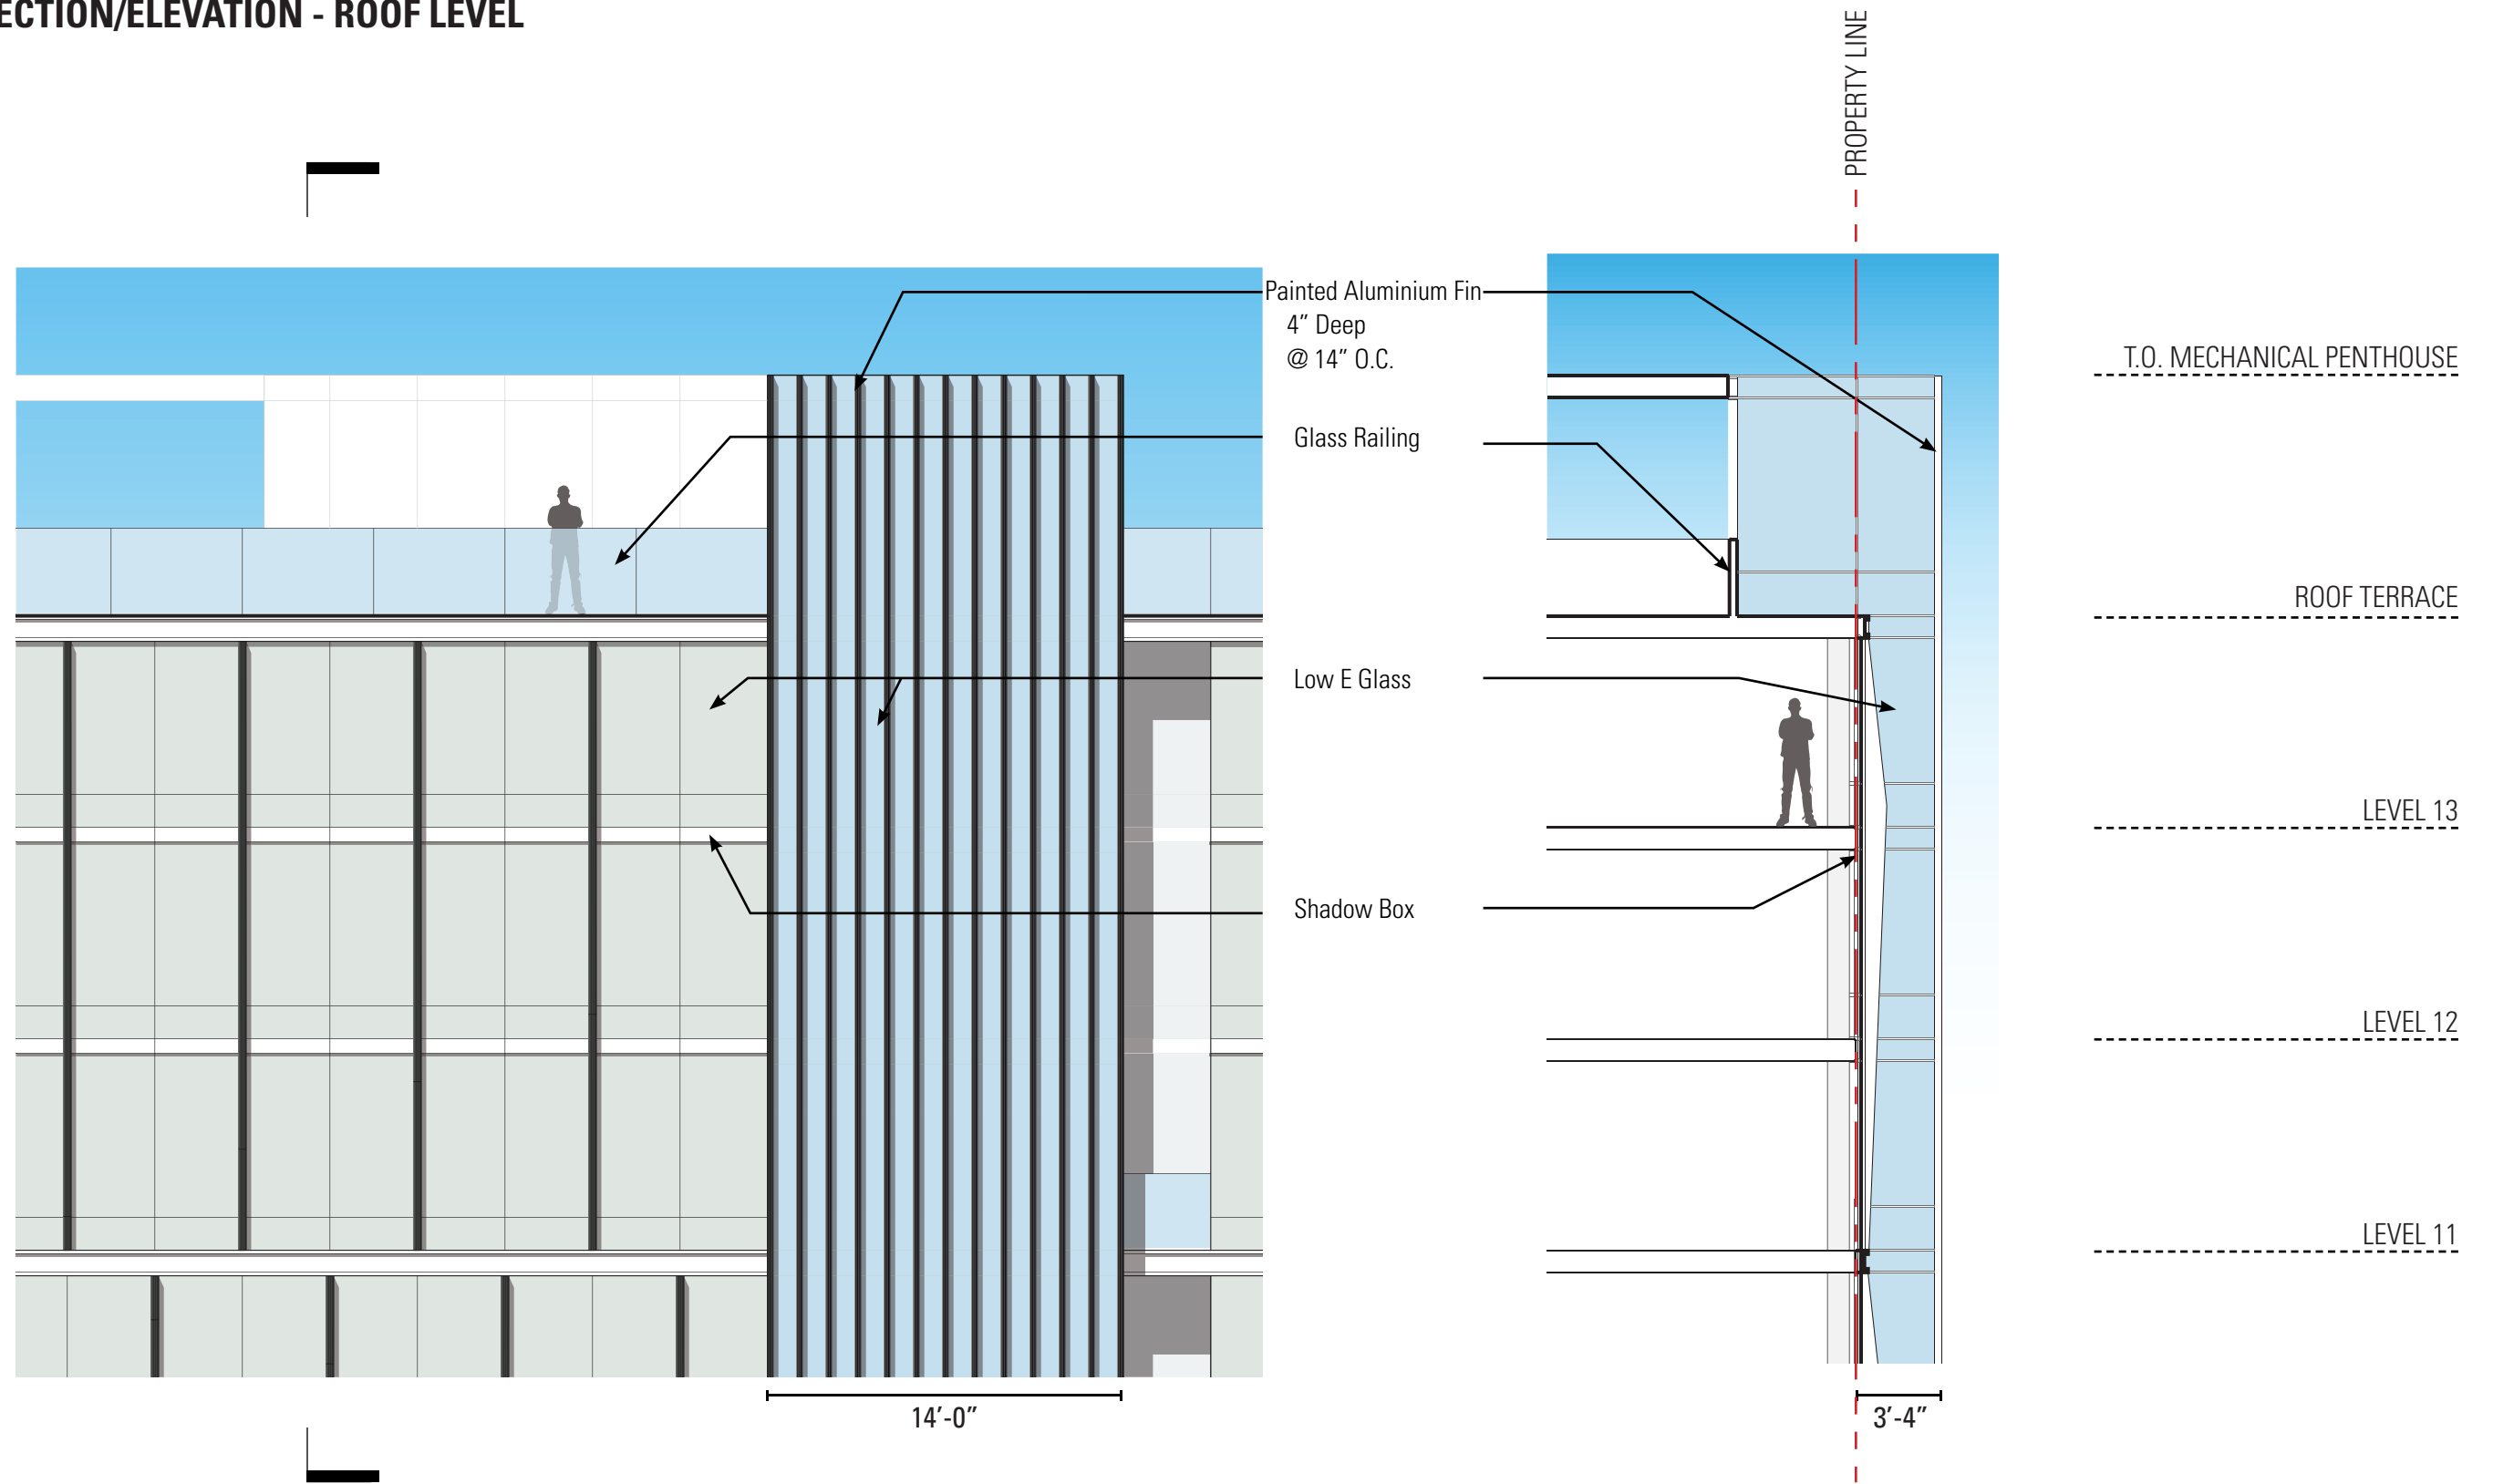 ECTION/ELEVATION - ROOF LEVEL
PROPERTY LINE
Painted Aluminium Fin
4" Deep
@ 14" O.C.
Glass Railing
Low E Glass
Shadow Box
T.O. MECHANICAL PENTHOUSE
ROOF TERRACE
LEVEL 13
LEVEL 12
LEVEL 11
14'-0"
3'-4"